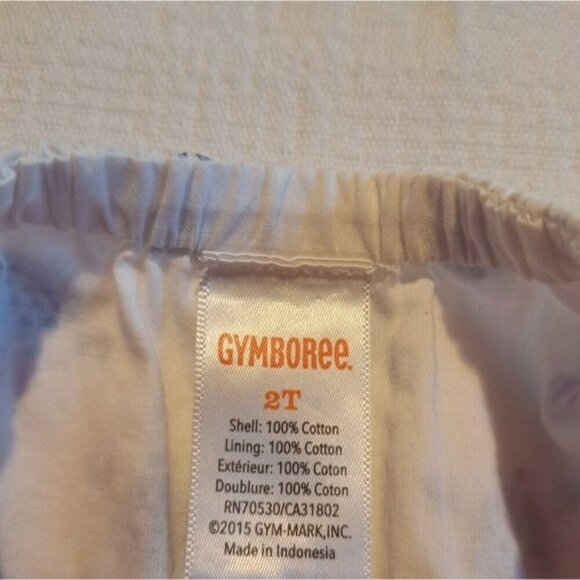 GYMBOREE.
2T
Shell: 100% Cotton
Lining: 100% Cotton
Extérieur: 100% Coton
Doublure: 100% Coton
RN70530/CA31802
©2015 GYM-MARK,INC.
Made in Indonesia